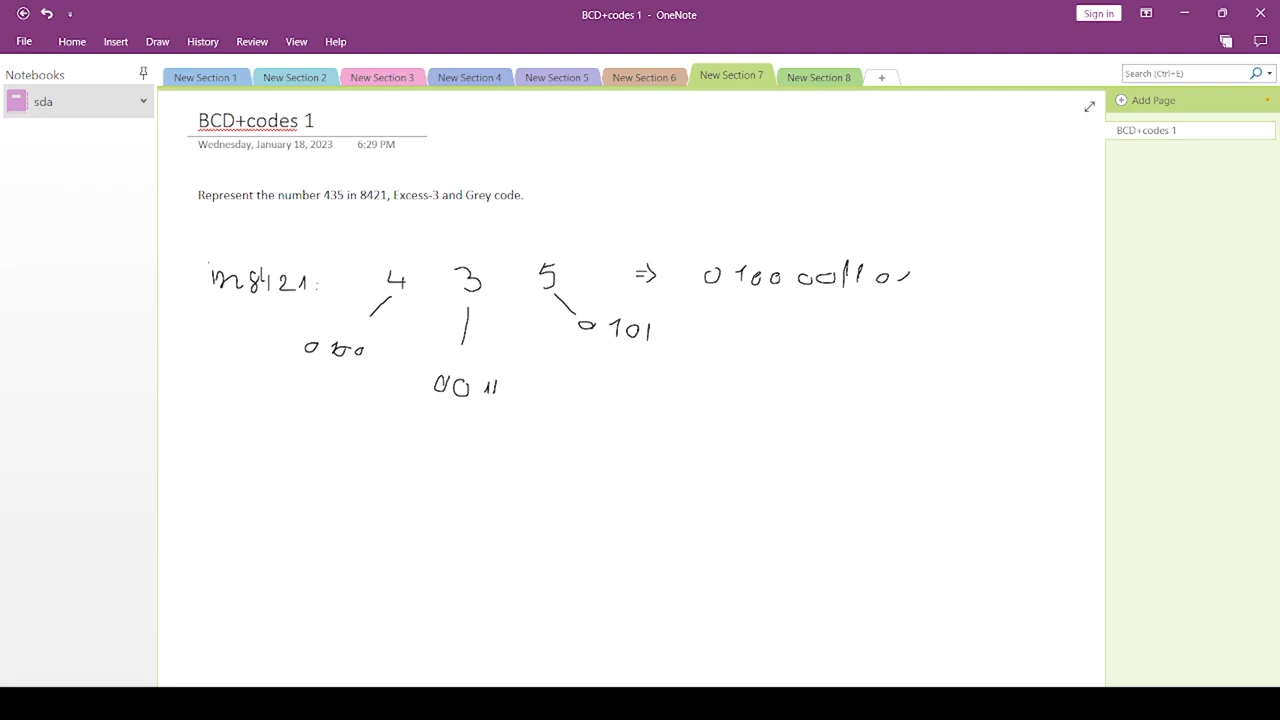 BCD+codes 1 - OneNote
Sign in
File Home Insert Draw History Review View Help
Notebooks
New Section 1 New Section 2 New Section 3 New Section 4 New Section 5 New Section 6 New Section 7 New Section 8 +
Search (Ctrl+E)
sda
Add Page
BCD+codes 1
BCD+codes 1
Wednesday, January 18, 2023 6:29 PM
Represent the number 435 in 8421, Excess-3 and Grey code.
in 8421: 4 3 5 => 0100 0011 01
0101
0100
0011